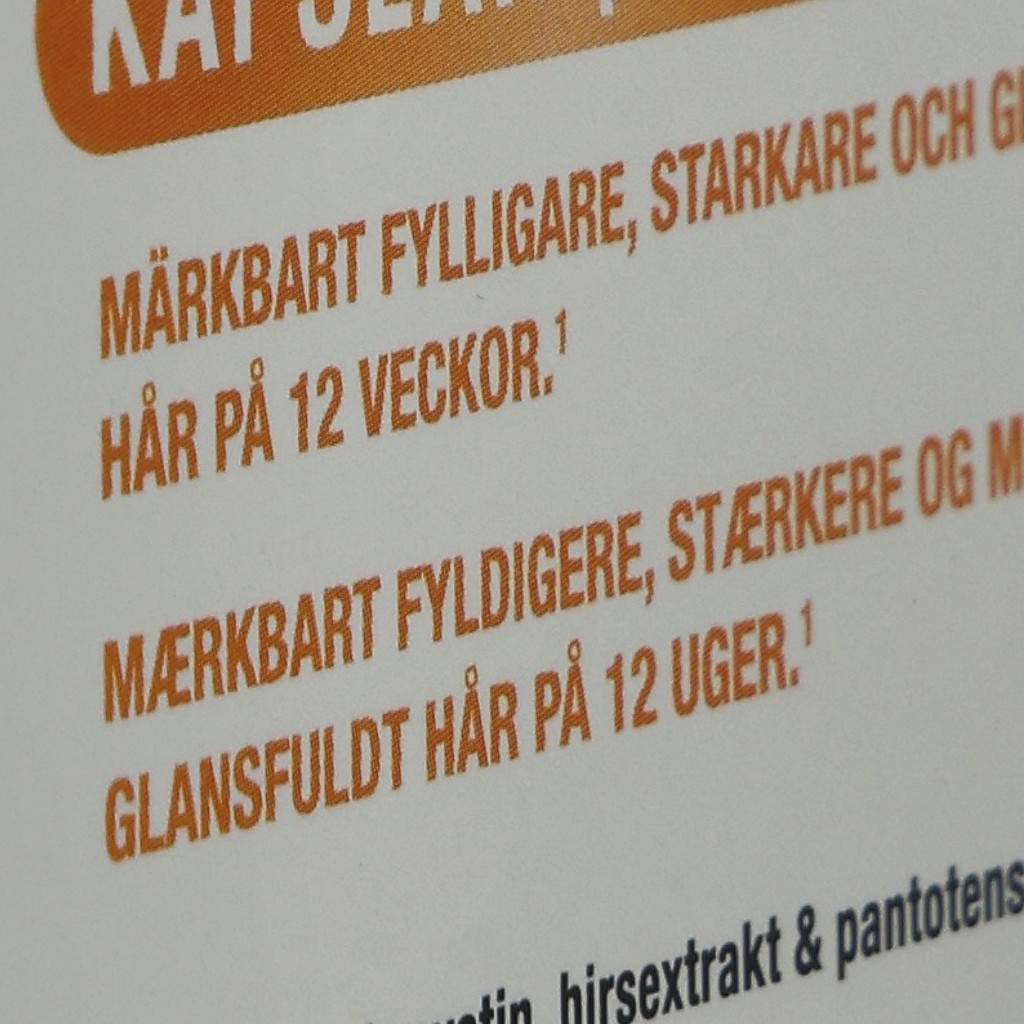 MÄRKBART FYLLIGARE, STARKARE OCH
HÅR PÅ 12 VECKOR.¹
MÆRKBART FYLDIGERE, STÆRKERE OG
GLANSFULDT HÅR PÅ 12 UGER.¹
hirsextrakt & pantotens